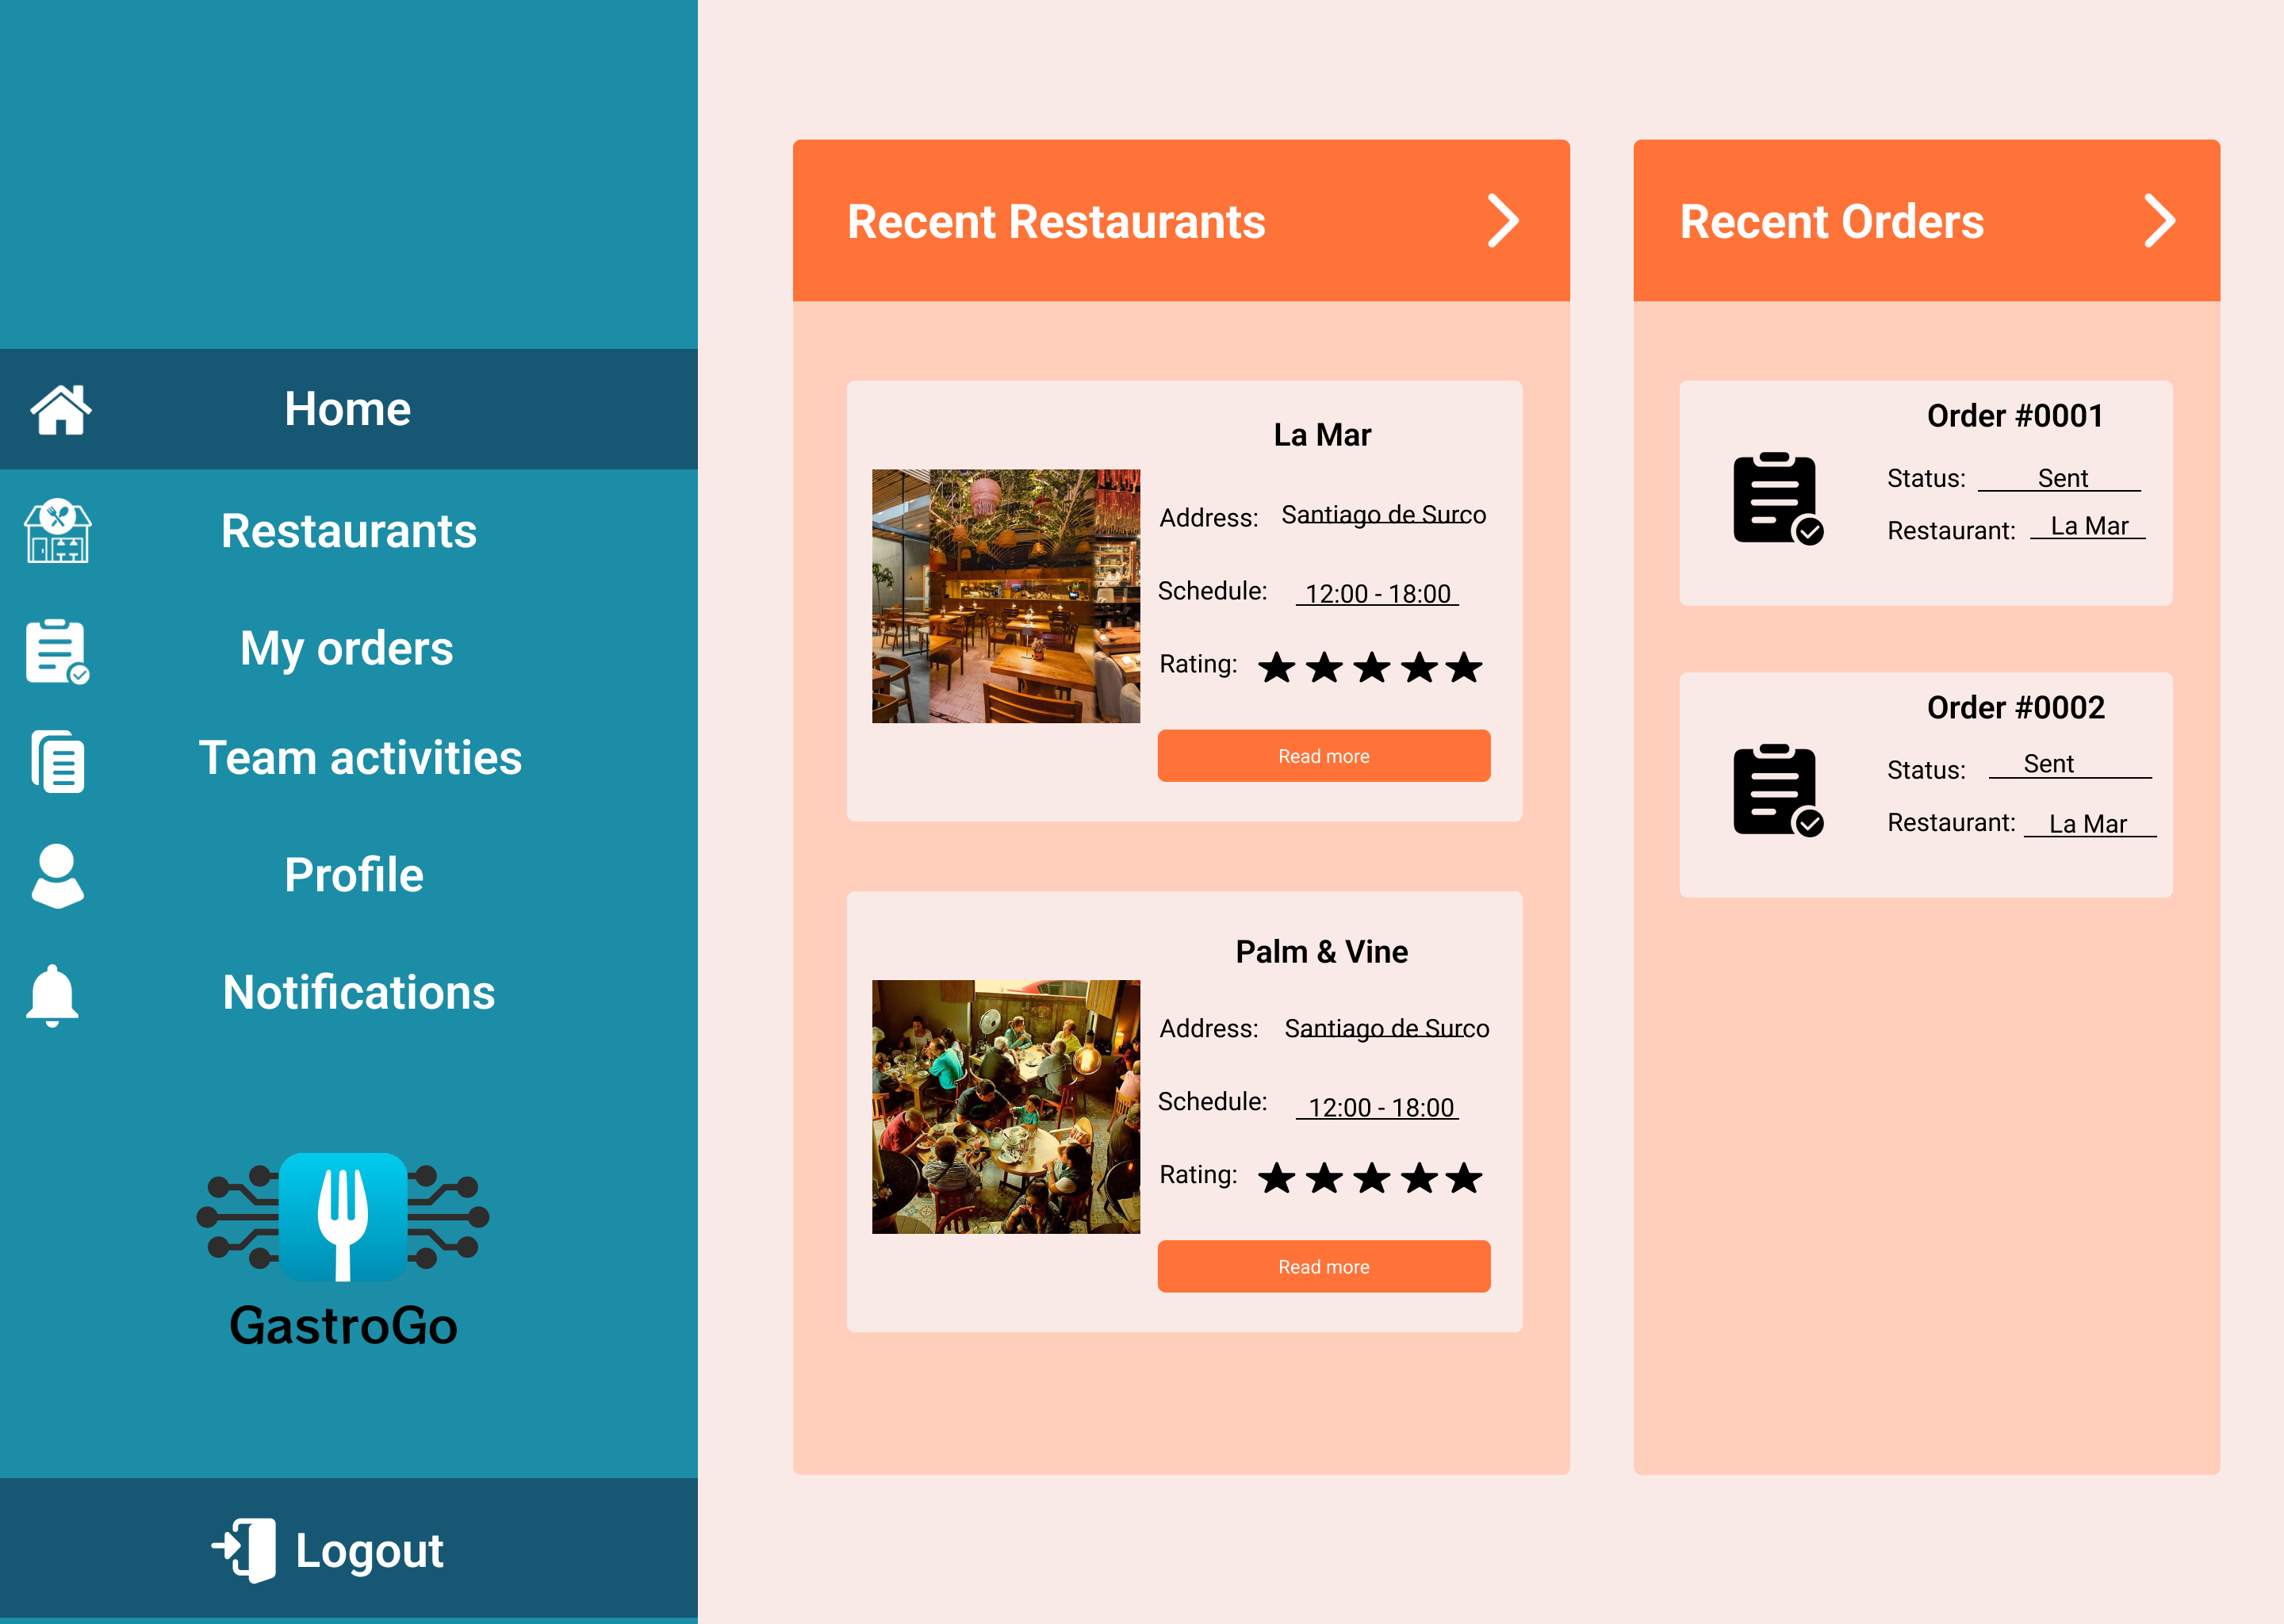 Home
Restaurants
My orders
Team activities
Profile
Notifications
GastroGo
Logout
Recent Restaurants
La Mar
Address: Santiago de Surco
Schedule: 12:00 - 18:00
Rating:
Read more
Palm & Vine
Address: Santiago de Surco
Schedule: 12:00 - 18:00
Rating:
Read more
Recent Orders
Order #0001
Status: Sent
Restaurant: La Mar
Order #0002
Status: Sent
Restaurant: La Mar